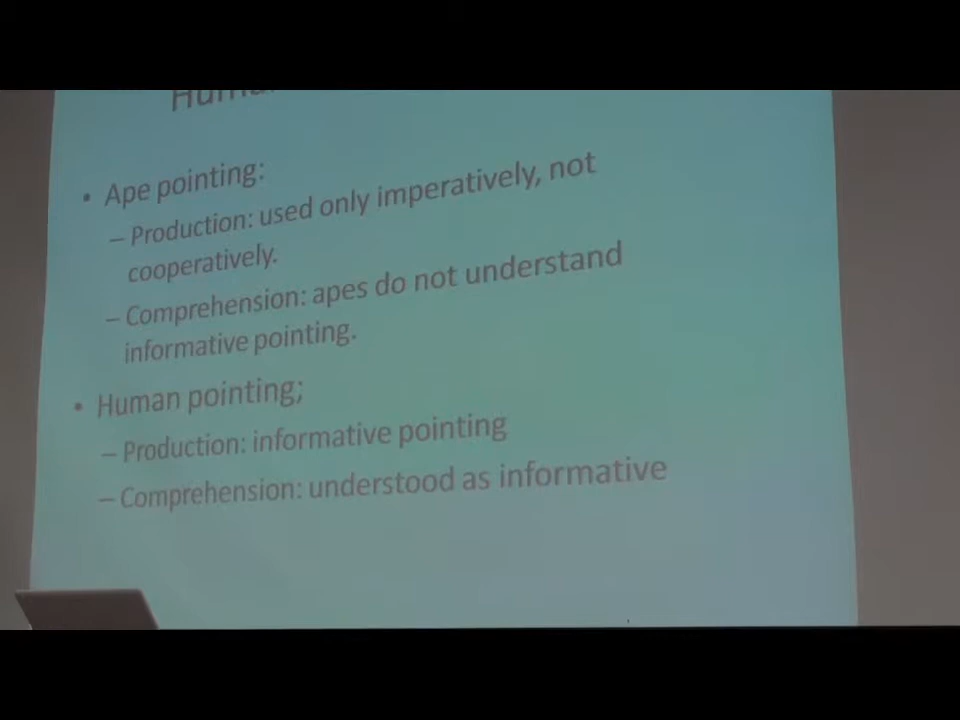 • Ape pointing:
– Production: used only imperatively, not
cooperatively.
– Comprehension: apes do not understand
informative pointing.
• Human pointing;
– Production: informative pointing
– Comprehension: understood as informative